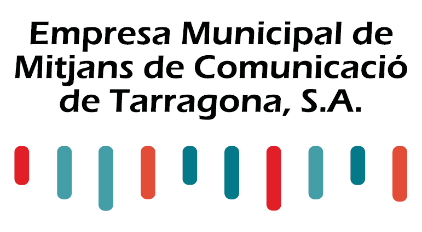 Empresa Municipal de
Mitjans de Comunicació
de Tarragona, S.A.